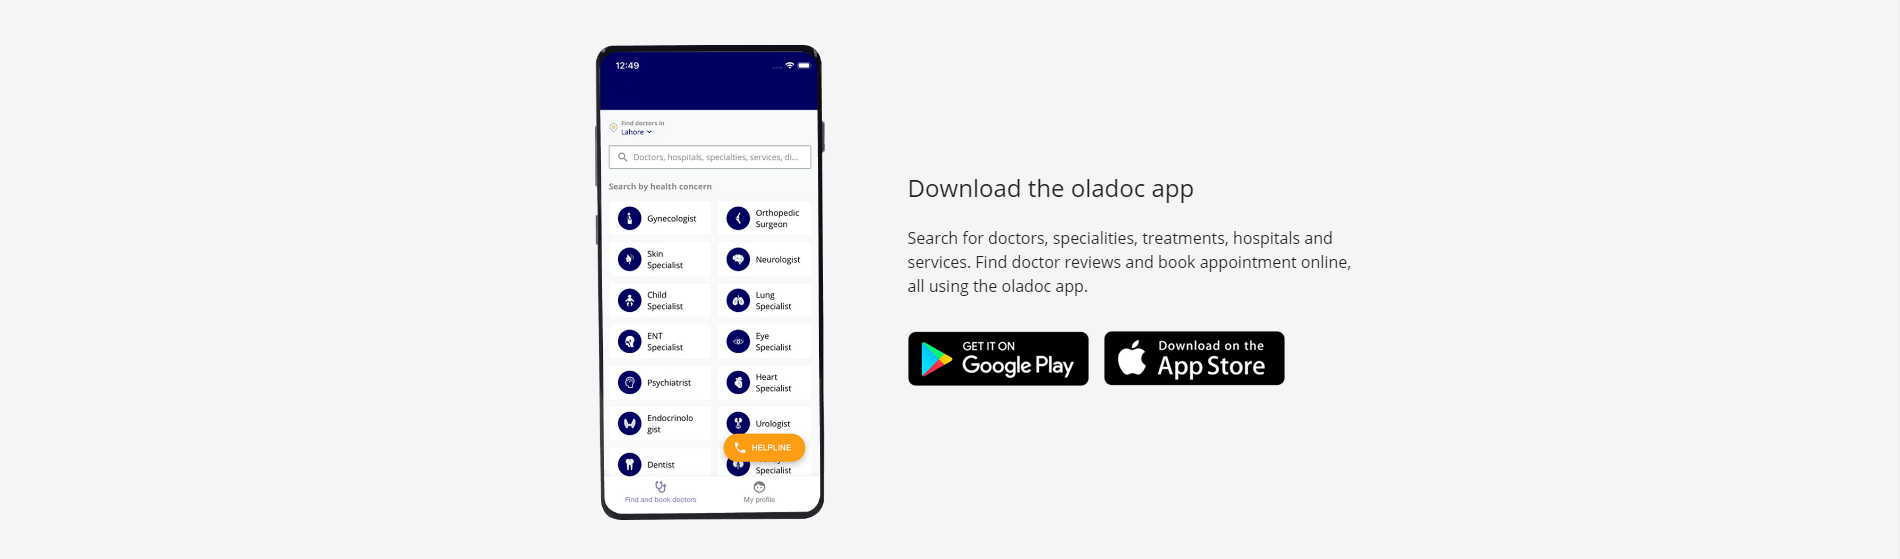 12:49
Find doctors in
Lahore
Doctors, hospitals, specialties, services, di...
Search by health concern
Gynecologist
Orthopedic
Surgeon
Skin
Specialist
Neurologist
Child
Specialist
Lung
Specialist
ENT
Specialist
Eye
Specialist
Psychiatrist
Heart
Specialist
Endocrinolo
gist
Urologist
HELPLINE
Dentist
Specialist
Find and book doctors
My profile
Download the oladoc app
Search for doctors, specialities, treatments, hospitals and
services. Find doctor reviews and book appointment online,
all using the oladoc app.
GET IT ON
Google Play
Download on the
App Store